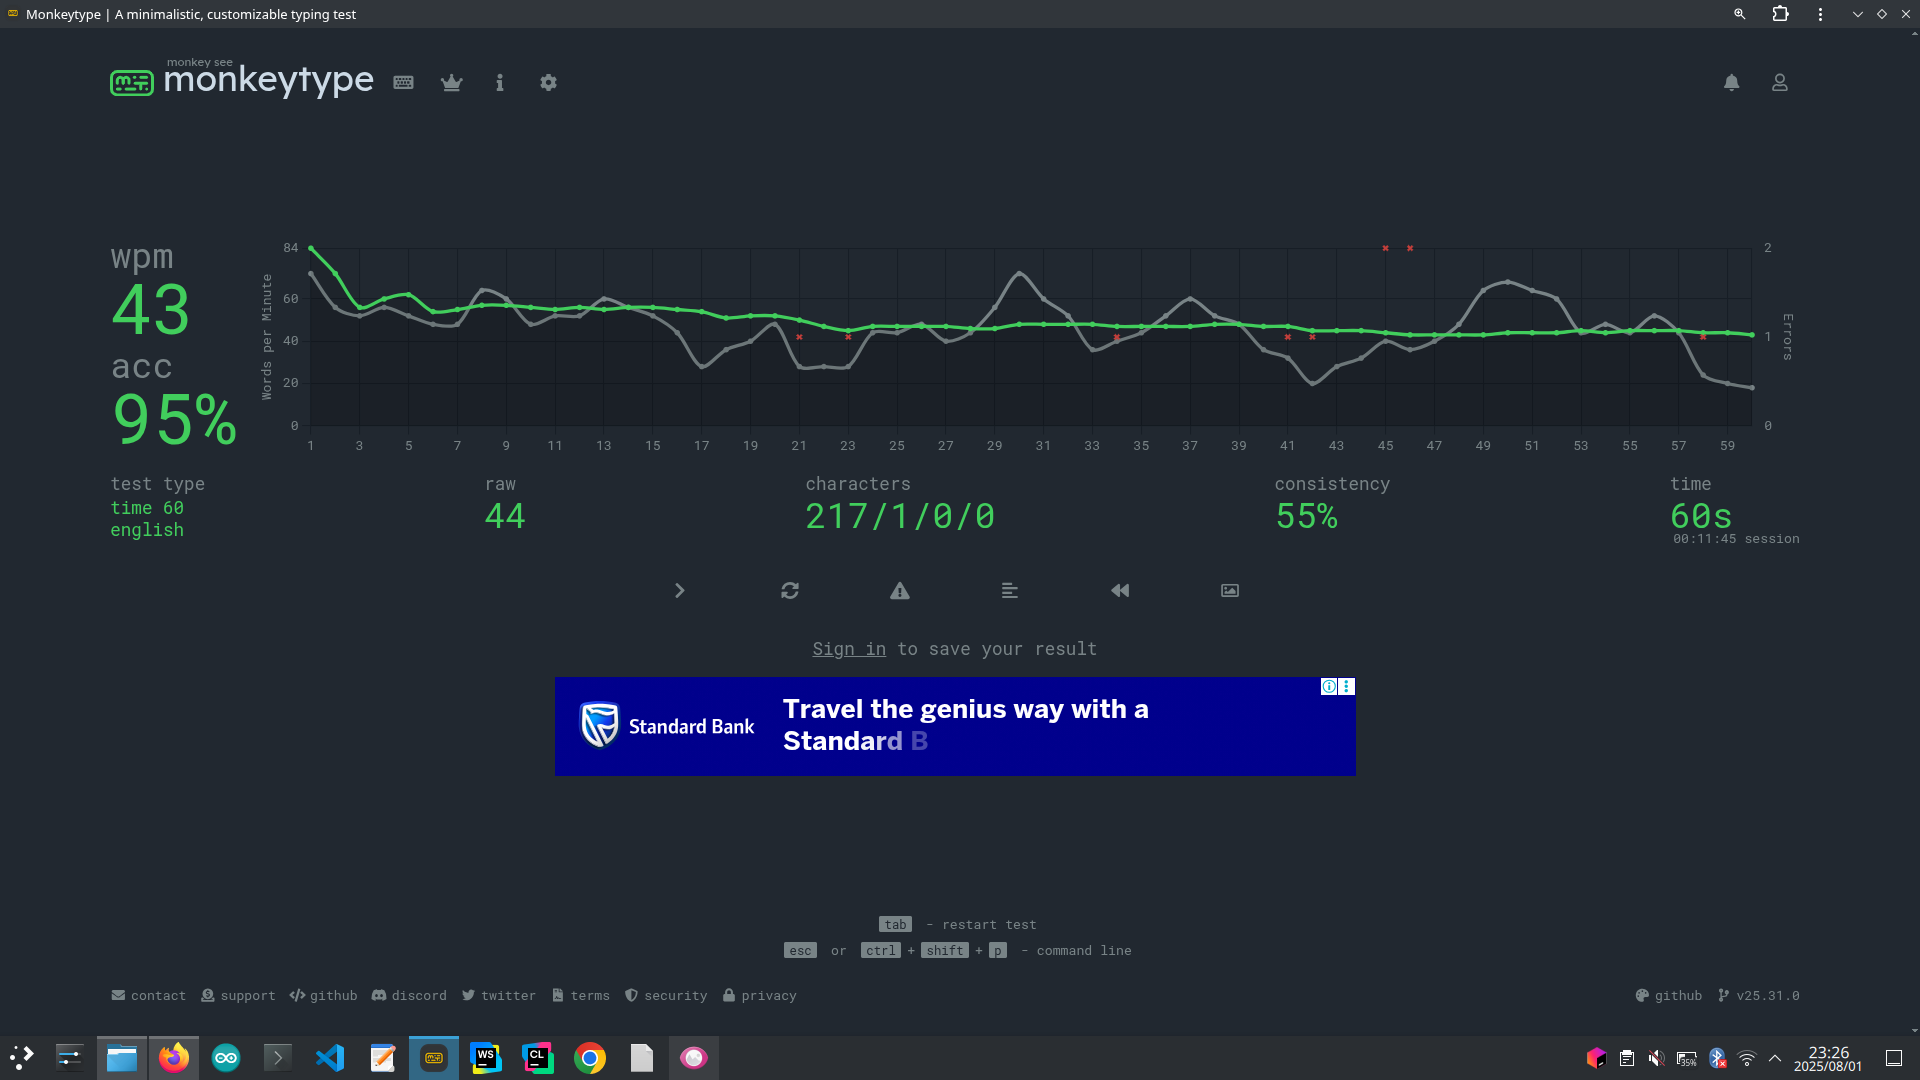 Monkeytype | A minimalistic, customizable typing test
monkey see
monkeytype
wpm
43
acc
95%
Words per Minute
84
60
40
20
0
1 3 5 7 9 11 13 15 17 19 21 23 25 27 29 31 33 35 37 39 41 43 45 47 49 51 53 55 57 59
2
1
0
Errors
test type
time 60
english
raw
44
characters
217/1/0/0
consistency
55%
time
60s
00:11:45 session
Sign in to save your result
Standard Bank
Travel the genius way with a
Standard B
tab - restart test
esc or ctrl + shift + p - command line
contact support github discord twitter terms security privacy
github v25.31.0
WS
CL
35%
23:26
2025/08/01